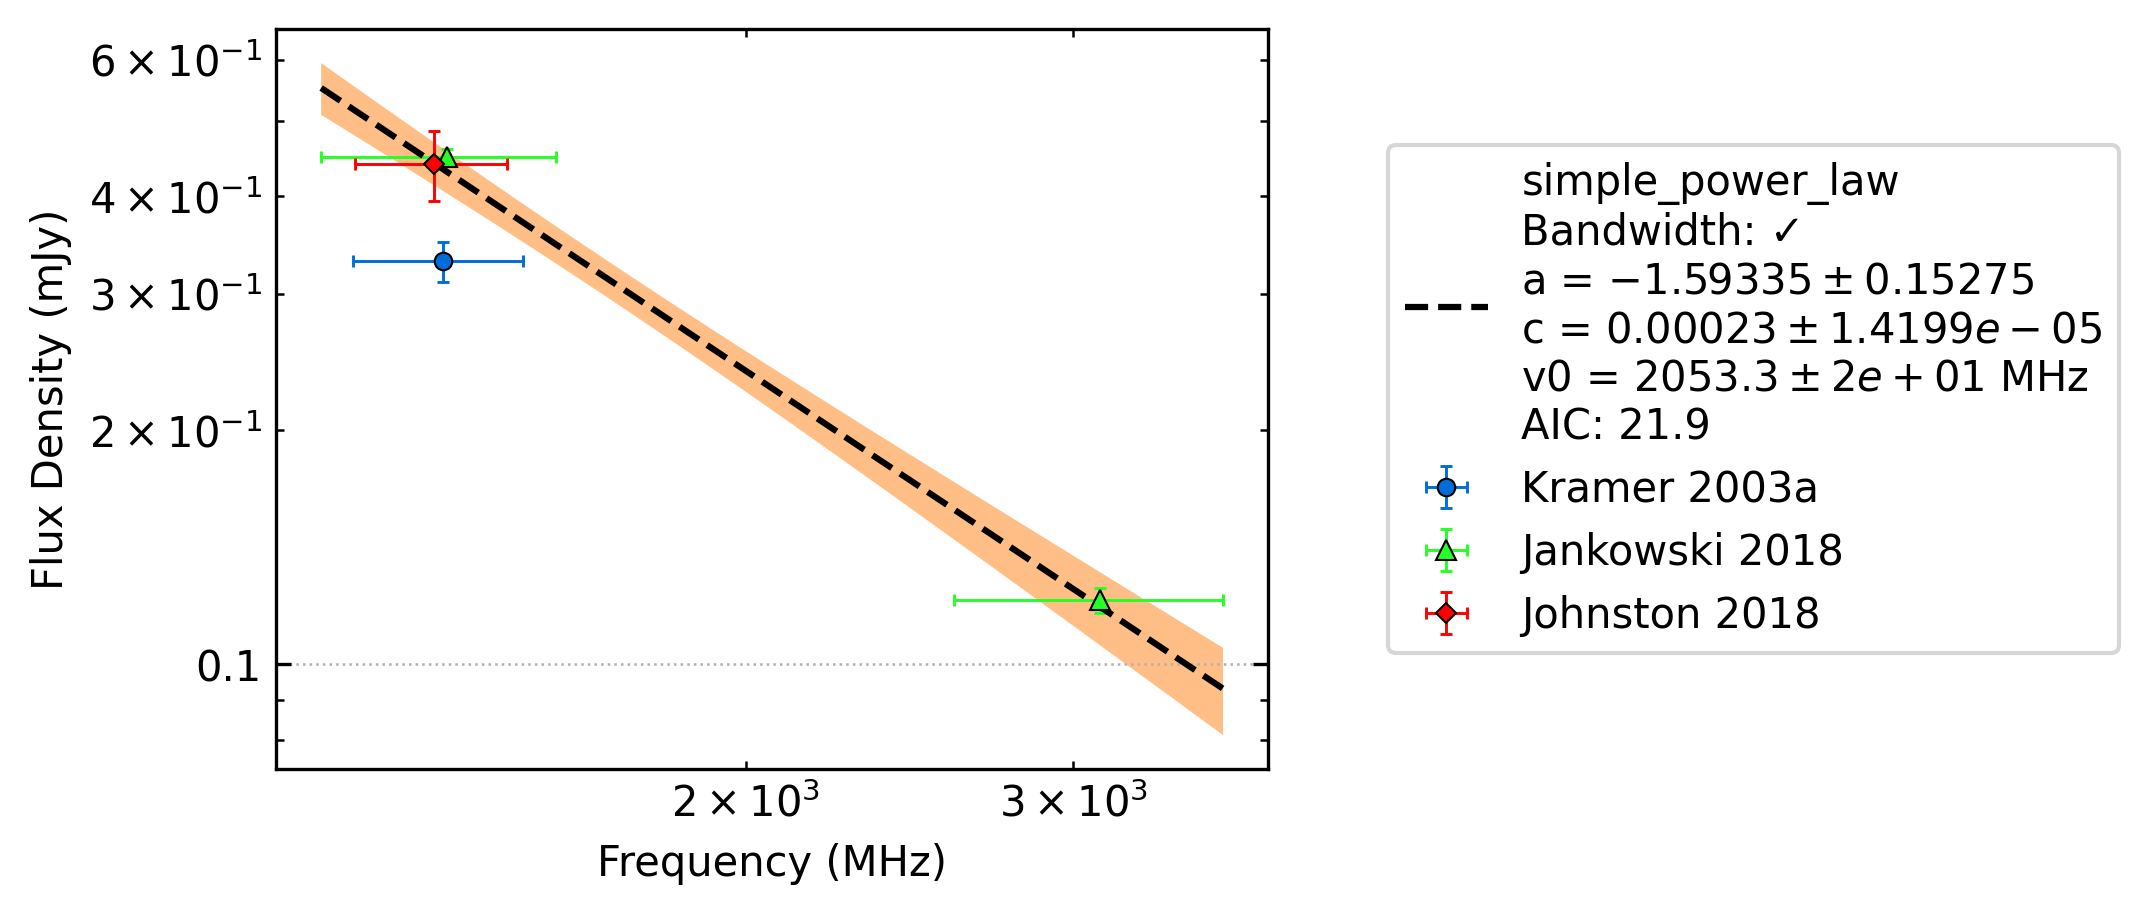 6 × 10⁻¹
4 × 10⁻¹
3 × 10⁻¹
2 × 10⁻¹
0.1
Flux Density (mJy)
2 × 10³
3 × 10³
Frequency (MHz)
simple_power_law
Bandwidth: ✓
a = −1.59335 ± 0.15275
c = 0.00023 ± 1.4199e − 05
v0 = 2053.3 ± 2e + 01 MHz
AIC: 21.9
Kramer 2003a
Jankowski 2018
Johnston 2018